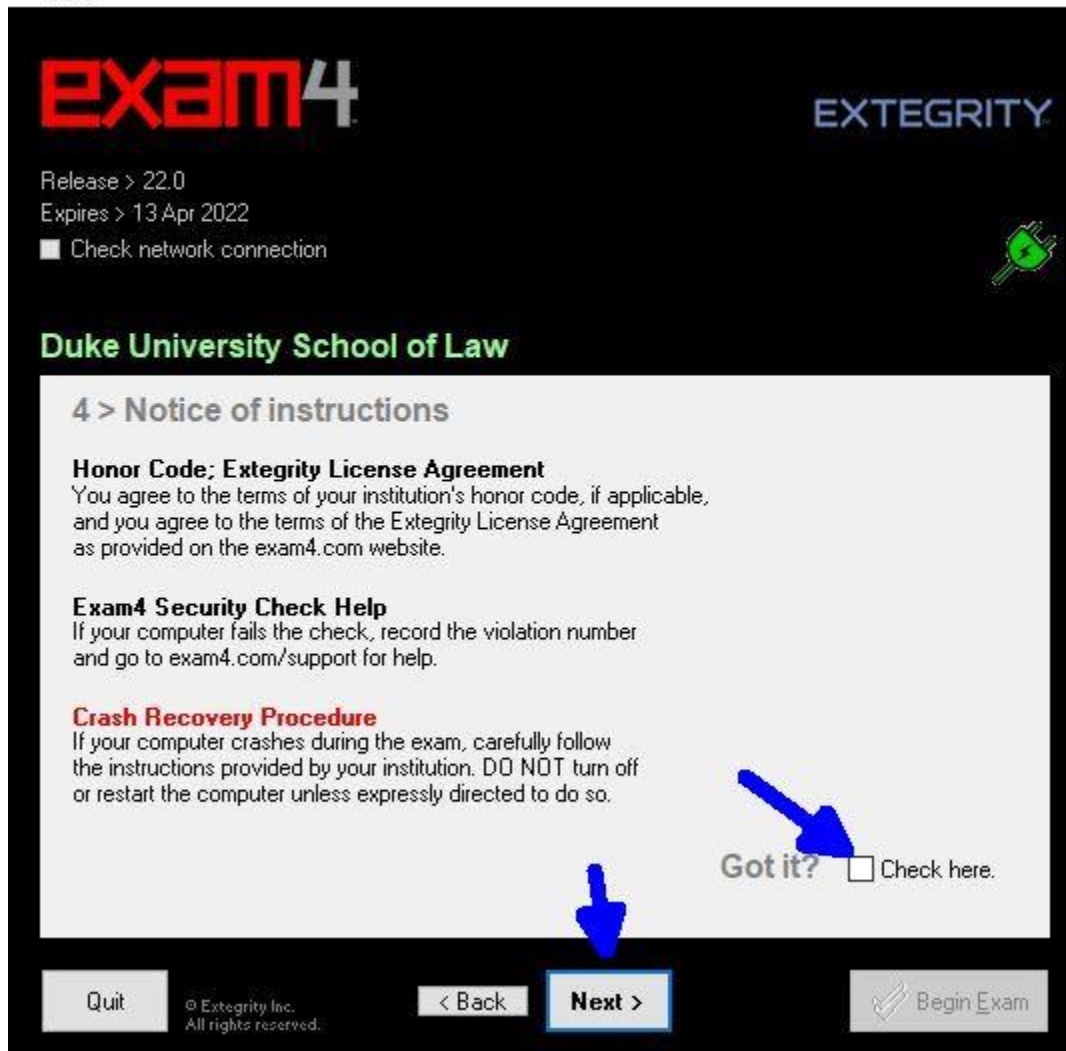 exam4
EXTEGRITY
Release > 22.0
Expires > 13 Apr 2022
Check network connection
Duke University School of Law
4 > Notice of instructions
Honor Code; Extegrity License Agreement
You agree to the terms of your institution's honor code, if applicable,
and you agree to the terms of the Extegrity License Agreement
as provided on the exam4.com website.
Exam4 Security Check Help
If your computer fails the check, record the violation number
and go to exam4.com/support for help.
Crash Recovery Procedure
If your computer crashes during the exam, carefully follow
the instructions provided by your institution. DO NOT turn off
or restart the computer unless expressly directed to do so.
Got it? Check here.
Quit
© Extegrity Inc.
All rights reserved.
< Back
Next >
Begin Exam